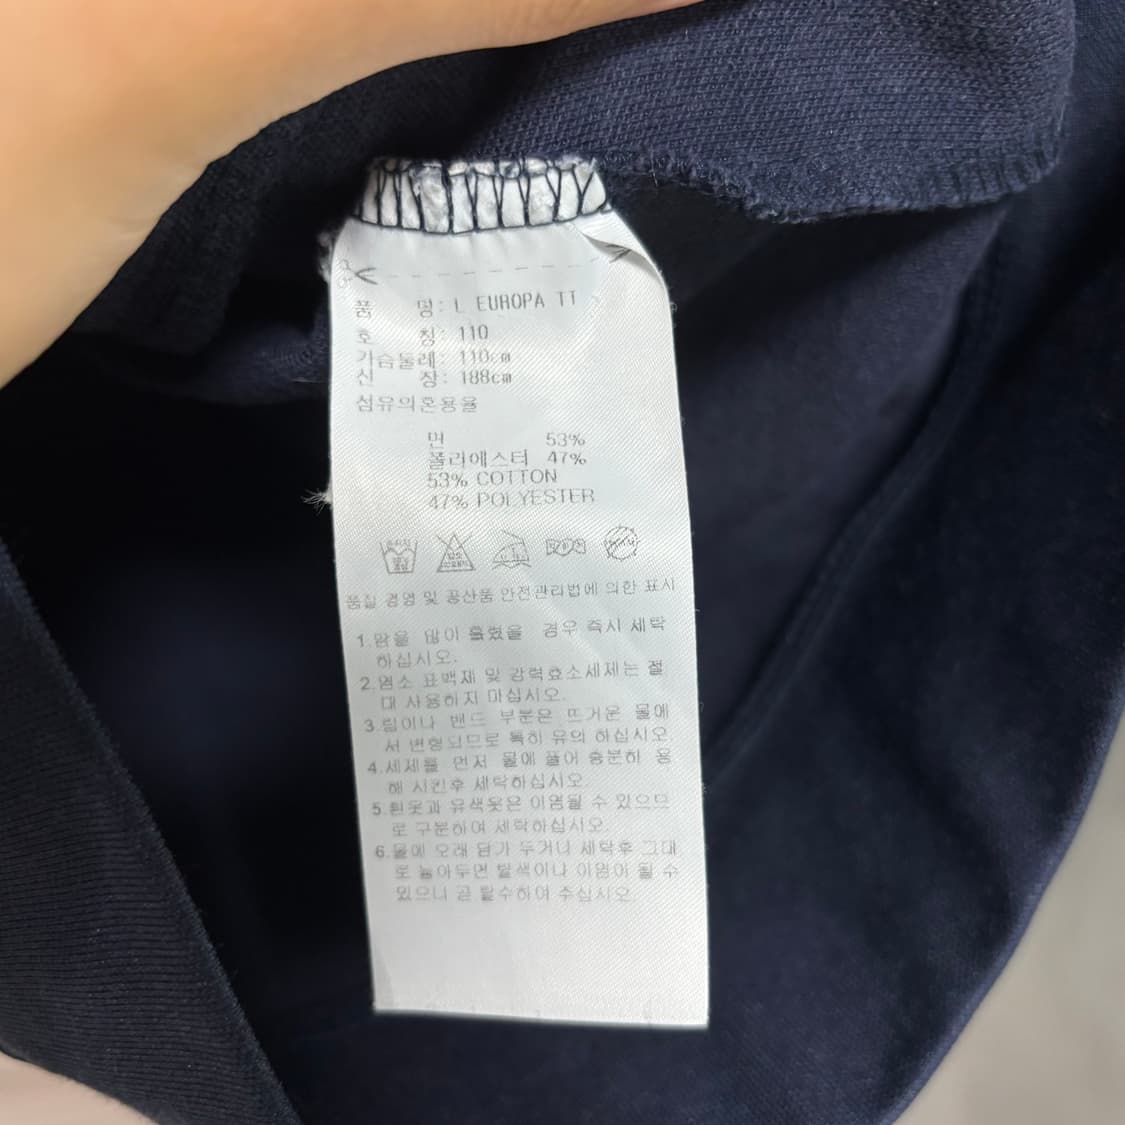 품 명: L EUROPA TT
호 칭: 110
가슴둘레: 110cm
신 장: 188cm
섬유의혼용율
면 53%
폴리에스터 47%
53% COTTON
47% POLYESTER
품질 경영 및 공산품 안전관리법에 의한 표시
1.땀을 많이 흘렸을 경우 즉시 세탁
하십시오.
2.염소 표백제 및 강력효소세제는 절
대 사용하지 마십시오.
3.립이나 밴드 부분은 뜨거운 물에
서 변형되므로 특히 유의 하십시오
4.세제를 먼저 물에 풀어 충분히 용
해 시킨후 세탁하십시오.
5.흰옷과 유색옷은 이염될 수 있으므
로 구분하여 세탁하십시오.
6.물에 오래 담가 두거나 세탁후 그대
로 놓아두면 탈색이나 이염이 될 수
있으니 곧 탈수하여 주십시오.